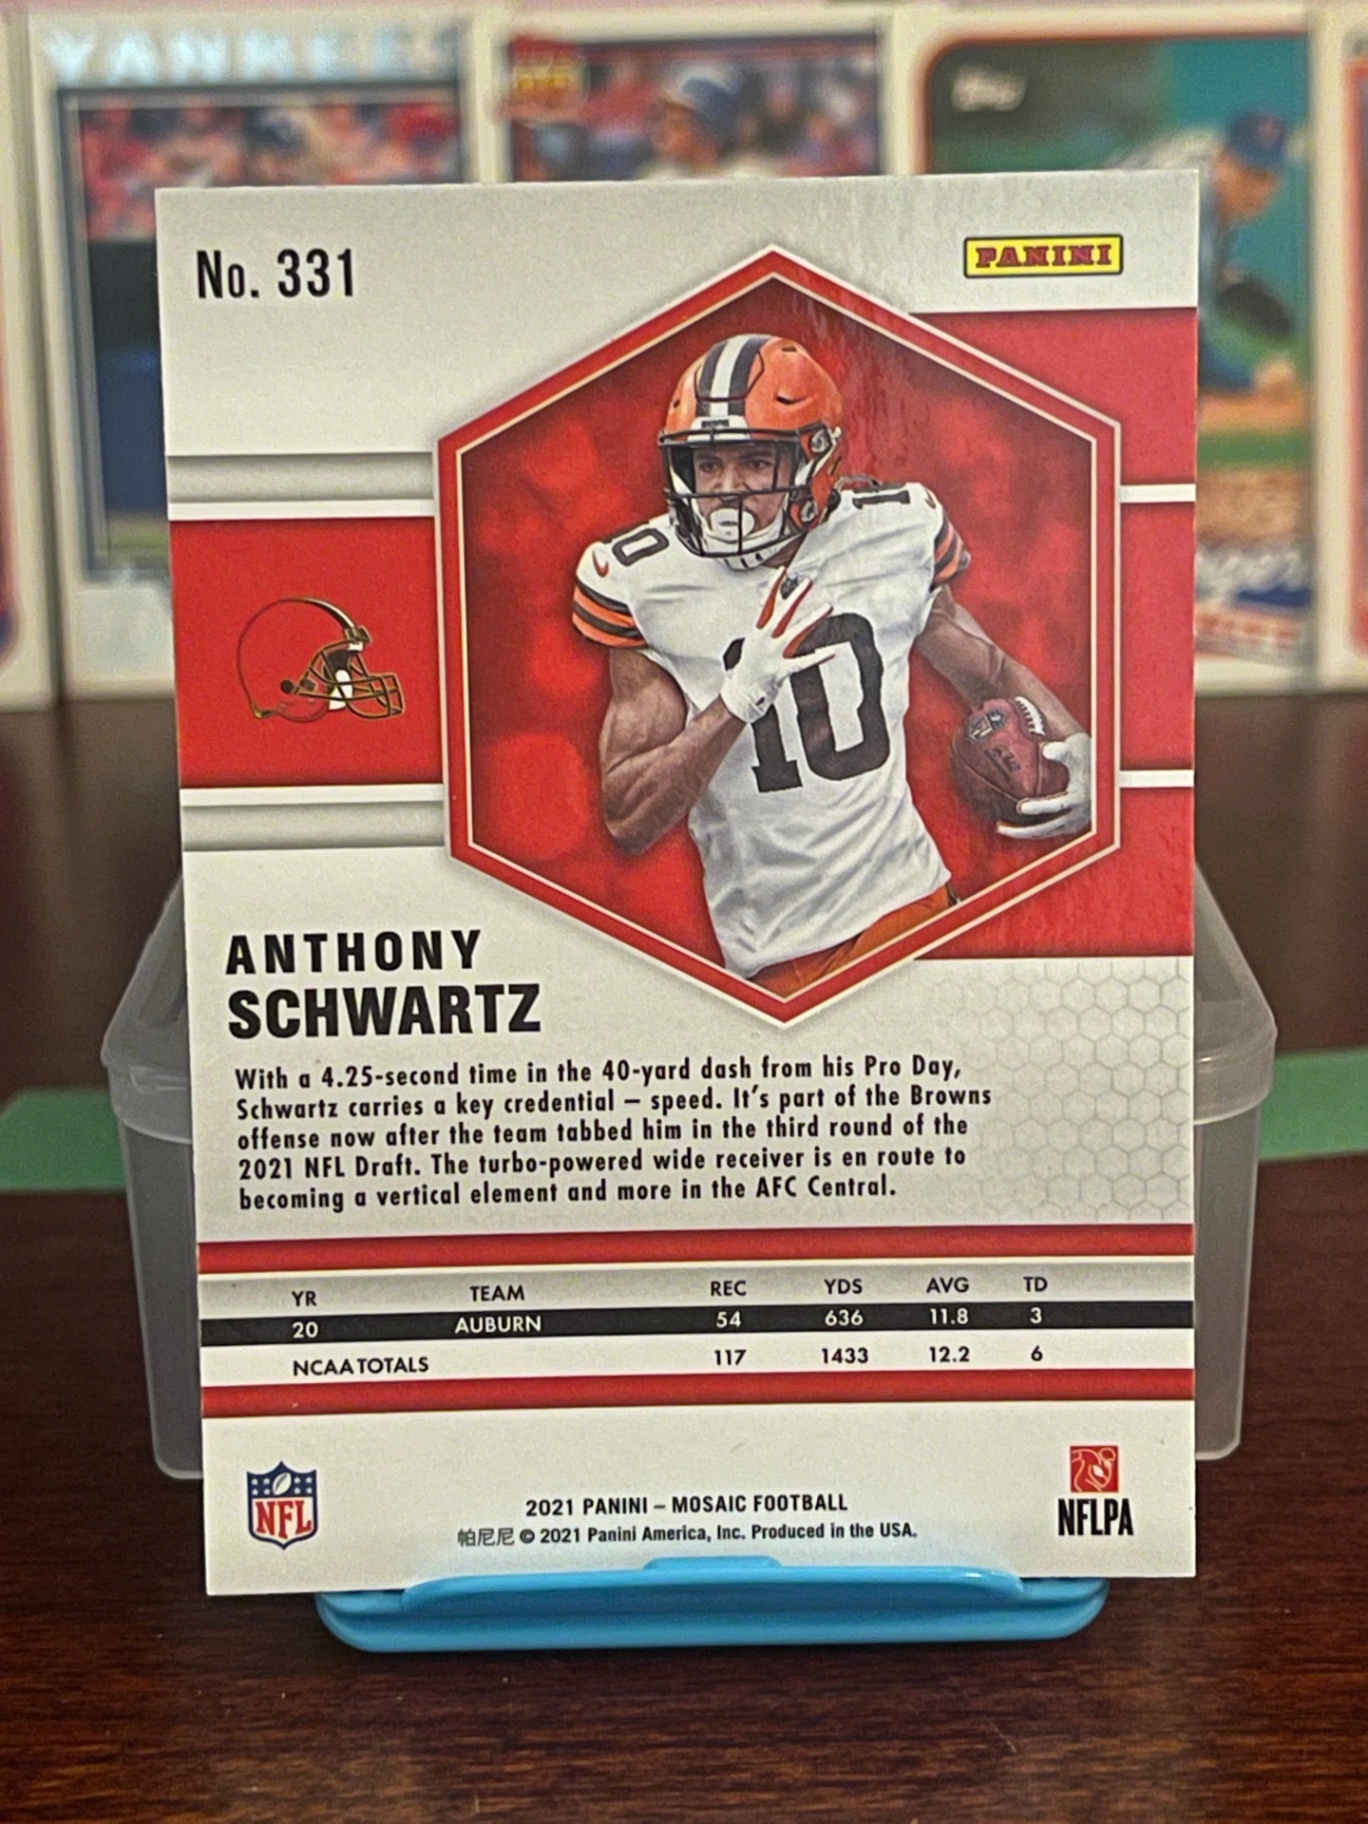 YANKEES
Topps
No. 331
PANINI
10
10
ANTHONY
SCHWARTZ
With a 4.25-second time in the 40-yard dash from his Pro Day,
Schwartz carries a key credential – speed. It's part of the Browns
offense now after the team tabbed him in the third round of the
2021 NFL Draft. The turbo-powered wide receiver is en route to
becoming a vertical element and more in the AFC Central.
YR TEAM REC YDS AVG TD
20 AUBURN 54 636 11.8 3
NCAA TOTALS 117 1433 12.2 6
NFL
2021 PANINI – MOSAIC FOOTBALL
帕尼尼 © 2021 Panini America, Inc. Produced in the USA.
NFLPA